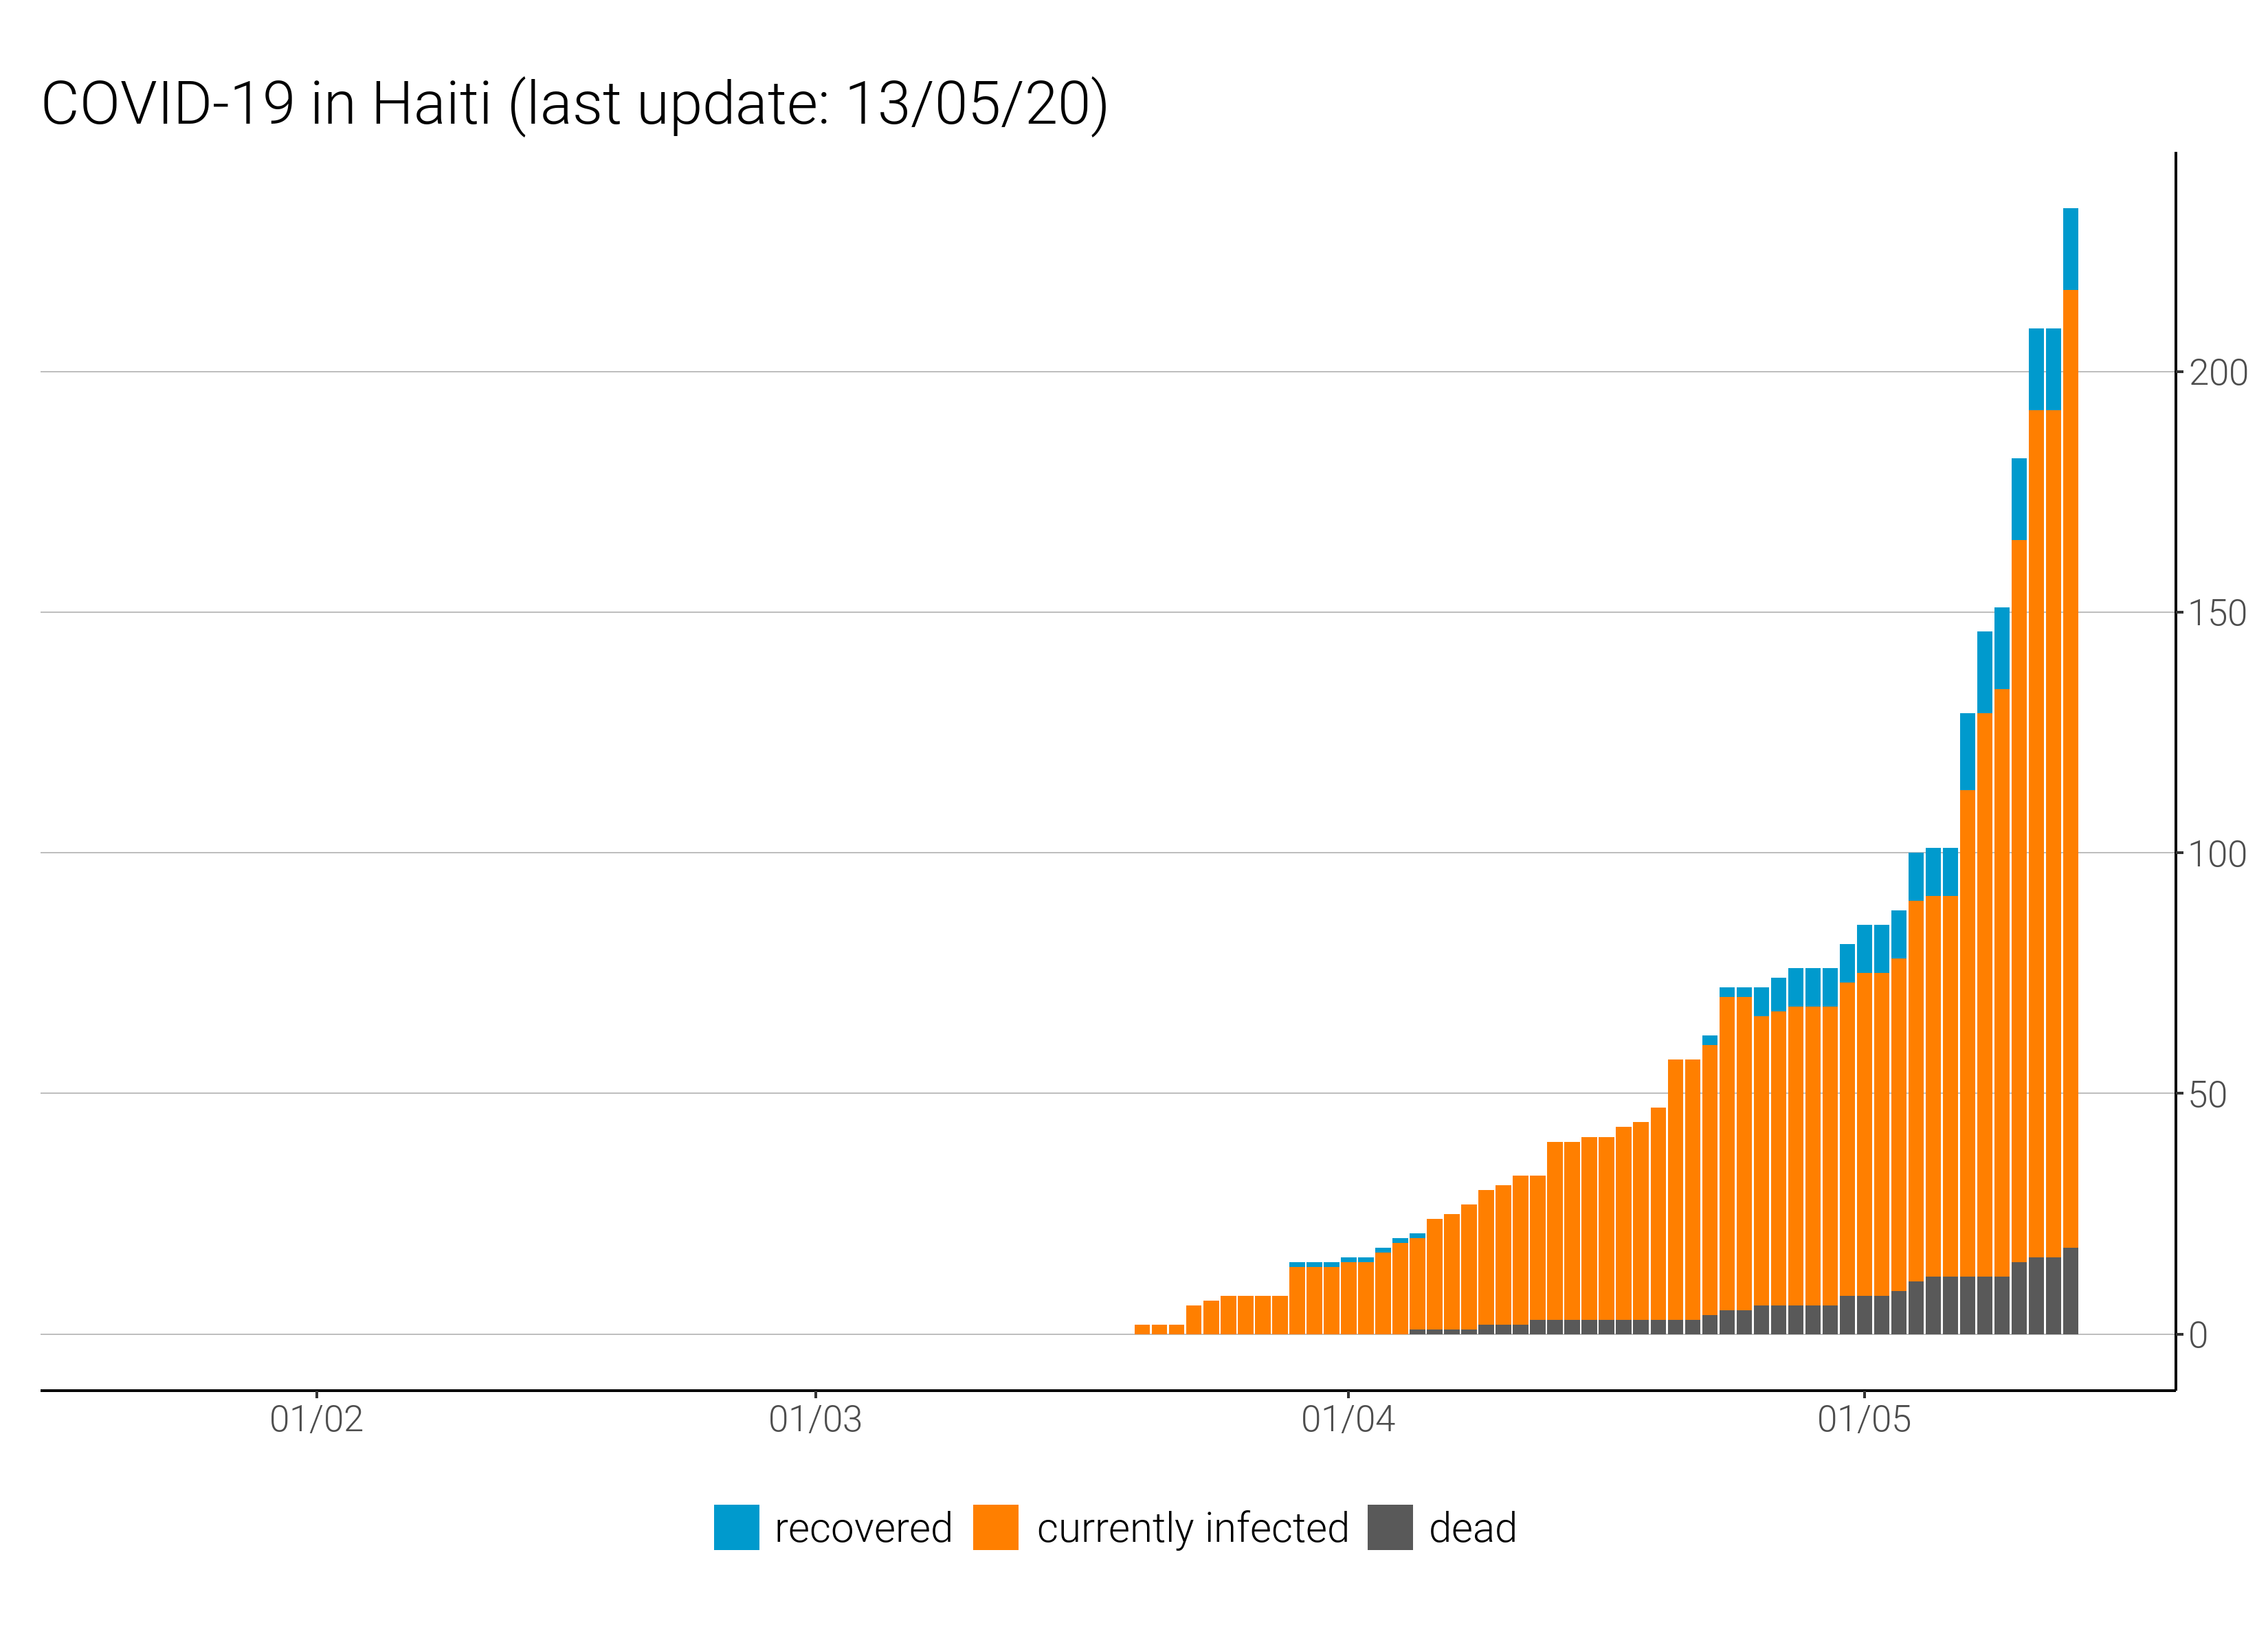 COVID-19 in Haiti (last update: 13/05/20)
200
150
100
50
0
01/02 01/03 01/04 01/05
recovered currently infected dead